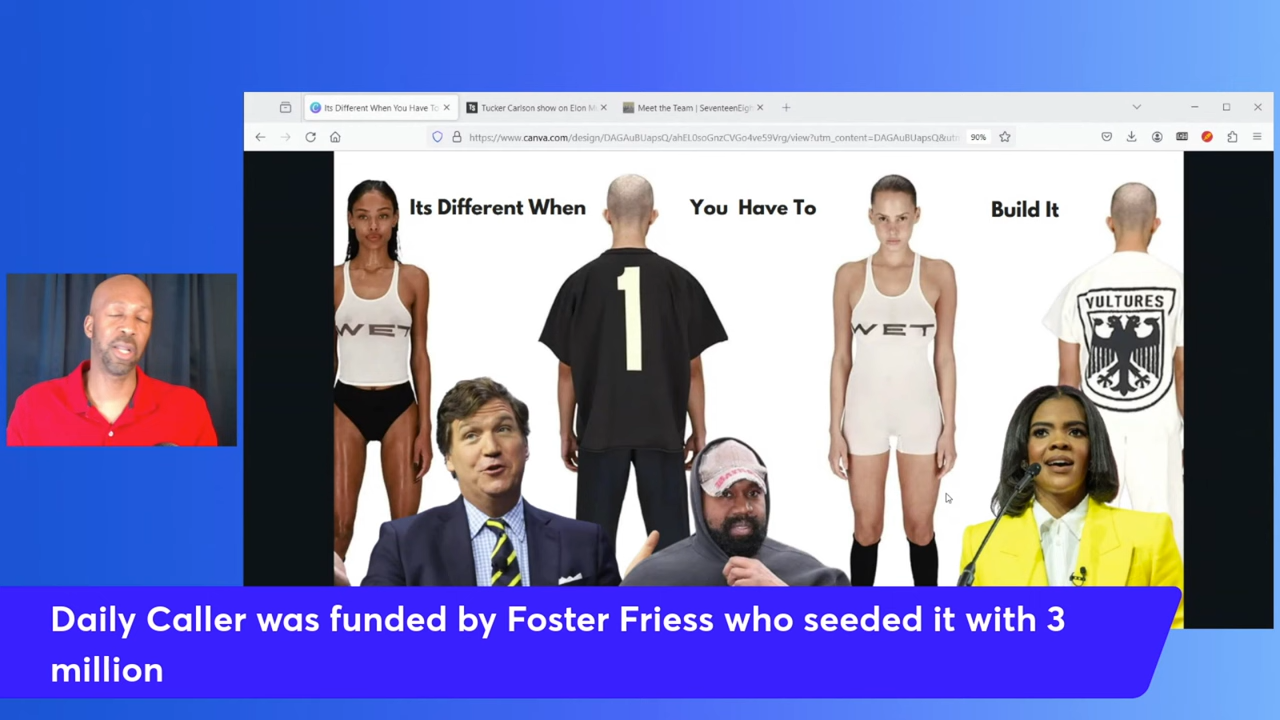 Its Different When You Have To
Tucker Carlson show on Elon M
Meet the Team | SeventeenEigh
https://www.canva.com/design/DAGAuBUapsQ/ahEL0soGnzCVGo4ve59Vrg/view?utm_content=DAGAuBUapsQ&utm
90%
Its Different When You Have To Build It
1
WET
WET
VULTURES
Daily Caller was funded by Foster Friess who seeded it with 3
million